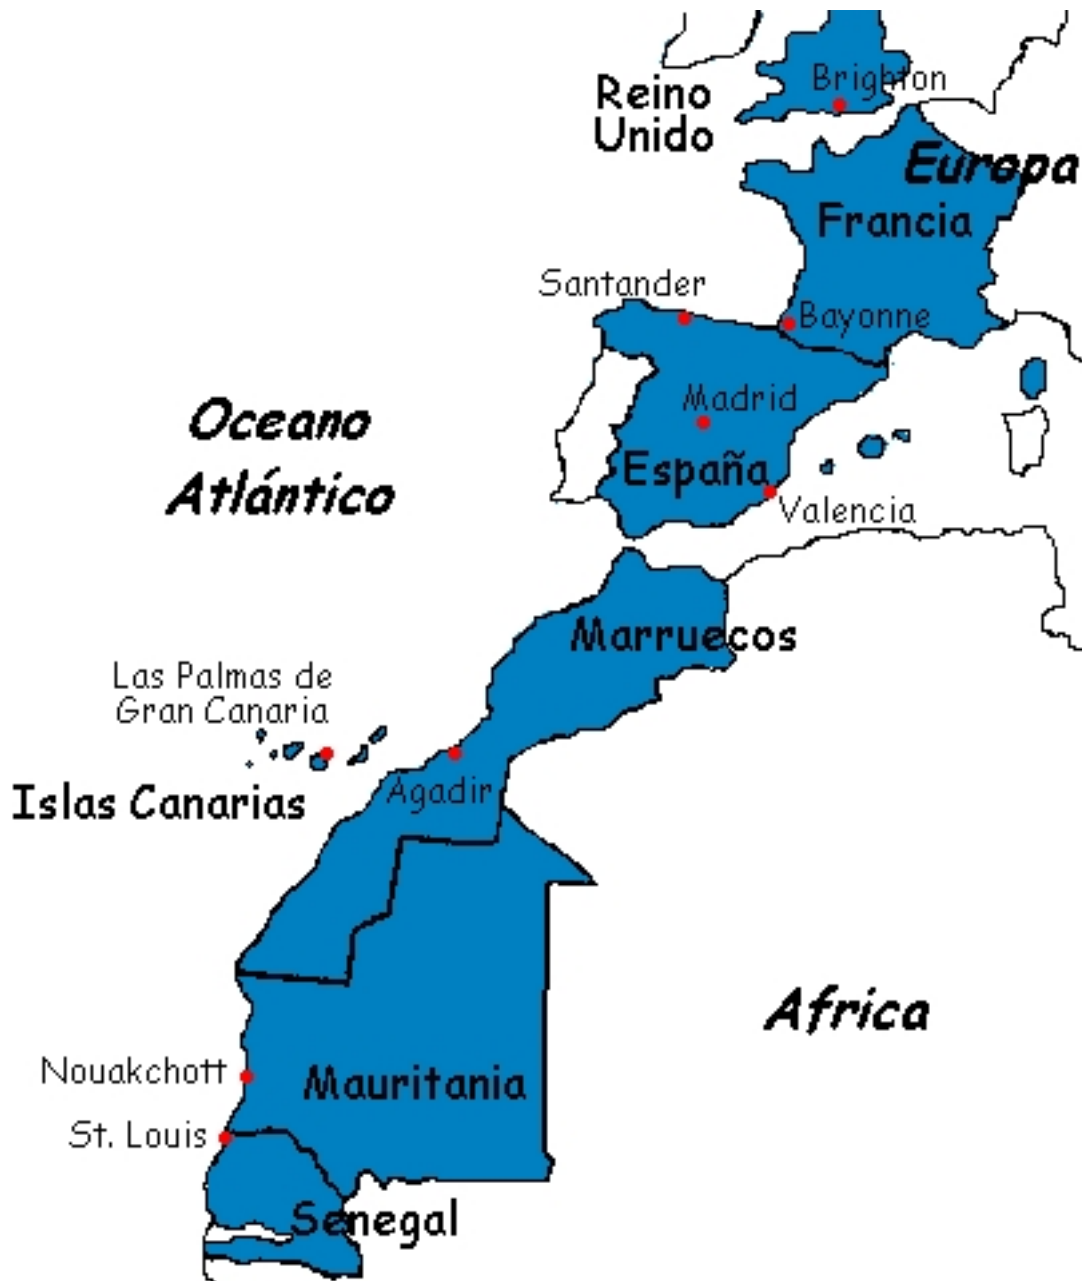 Brighton
Reino
Unido
Europa
Francia
Santander
Bayonne
Madrid
Oceano
Atlántico
España
Valencia
Marruecos
Las Palmas de
Gran Canaria
Agadir
Islas Canarias
Africa
Nouakchott
Mauritania
St. Louis
Senegal